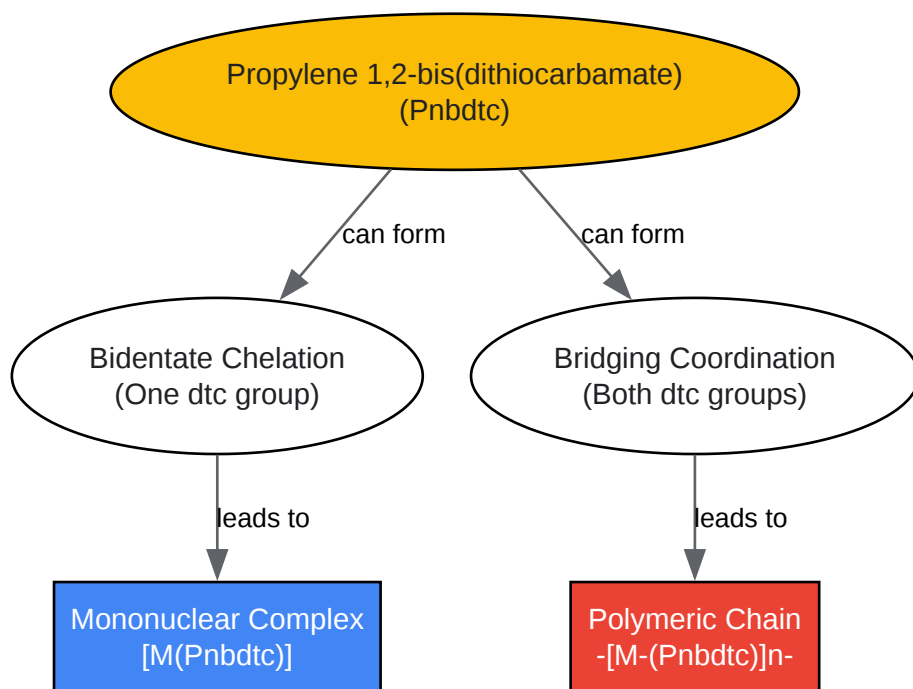 Propylene 1,2-bis(dithiocarbamate)
(Pnbdtc)
can form
can form
Bidentate Chelation
(One dtc group)
Bridging Coordination
(Both dtc groups)
leads to
leads to
Mononuclear Complex
[M(Pnbdtc)]
Polymeric Chain
-[M-(Pnbdtc)]n-